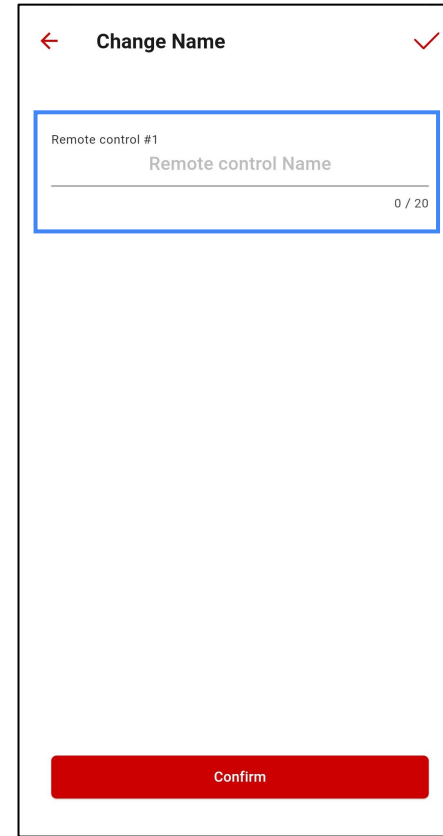 Change Name
Remote control #1
Remote control Name
0 / 20
Confirm